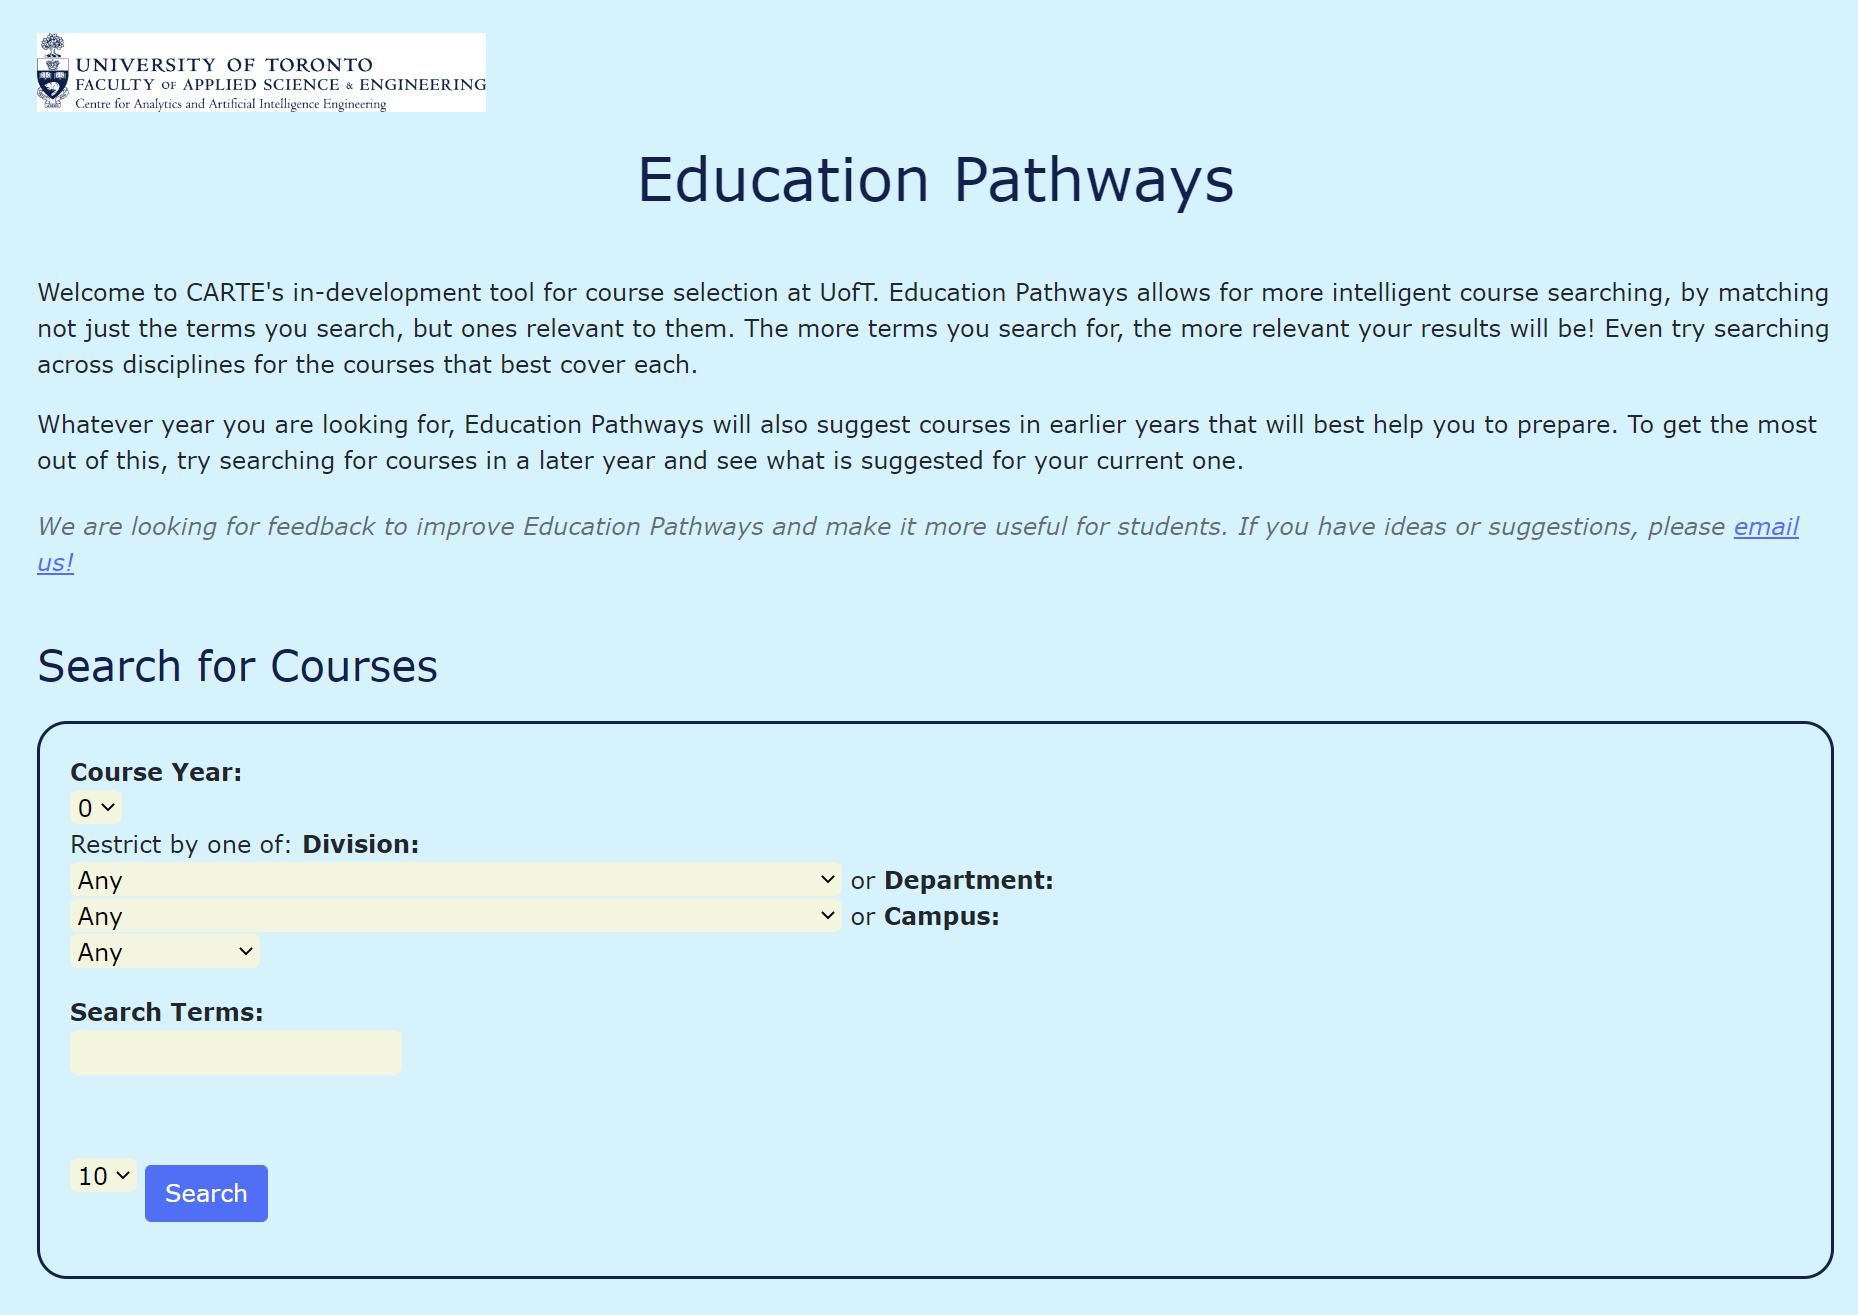 UNIVERSITY OF TORONTO
FACULTY OF APPLIED SCIENCE & ENGINEERING
Centre for Analytics and Artificial Intelligence Engineering
Education Pathways
Welcome to CARTE's in-development tool for course selection at UofT. Education Pathways allows for more intelligent course searching, by matching
not just the terms you search, but ones relevant to them. The more terms you search for, the more relevant your results will be! Even try searching
across disciplines for the courses that best cover each.
Whatever year you are looking for, Education Pathways will also suggest courses in earlier years that will best help you to prepare. To get the most
out of this, try searching for courses in a later year and see what is suggested for your current one.
We are looking for feedback to improve Education Pathways and make it more useful for students. If you have ideas or suggestions, please email
us!
Search for Courses
Course Year:
0
Restrict by one of: Division:
Any or Department:
Any or Campus:
Any
Search Terms:
10 Search